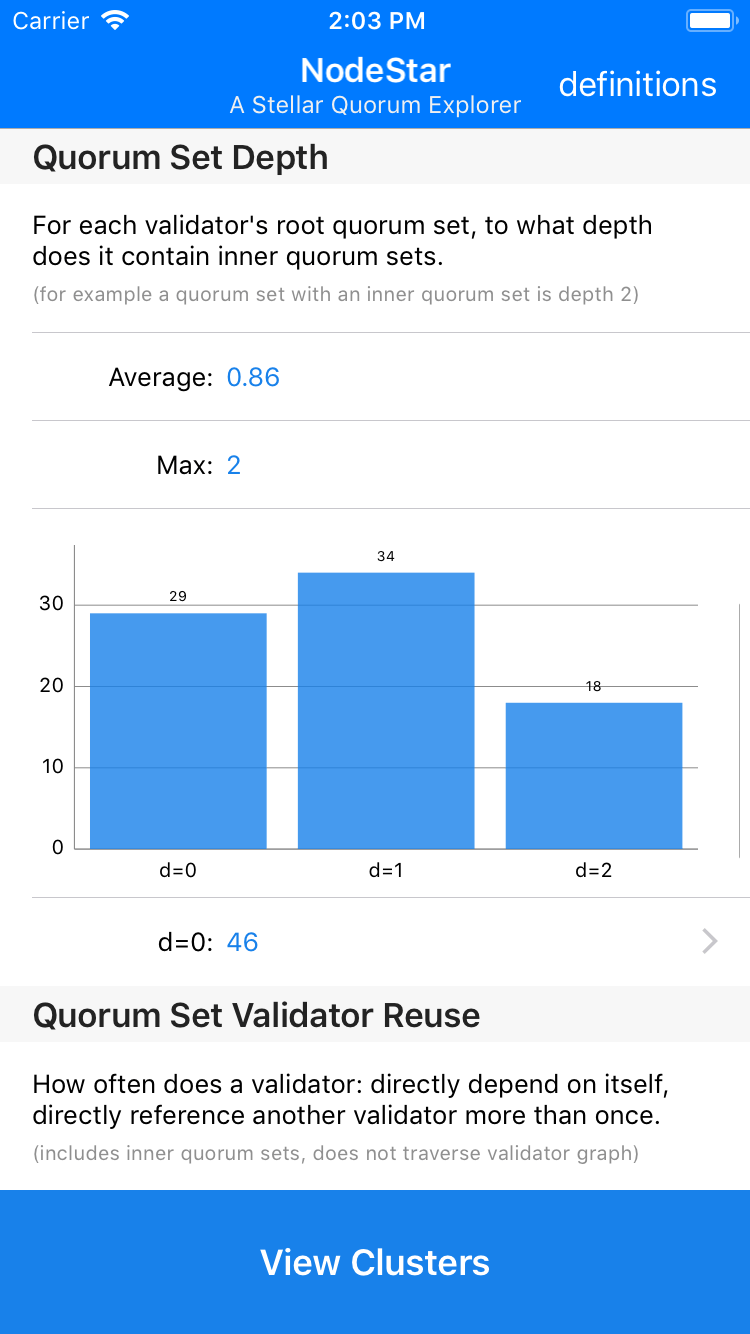 Carrier 2:03 PM
NodeStar
A Stellar Quorum Explorer
definitions
Quorum Set Depth
For each validator's root quorum set, to what depth
does it contain inner quorum sets.
(for example a quorum set with an inner quorum set is depth 2)
Average: 0.86
Max: 2
34
29
30
20
18
10
0
d=0 d=1 d=2
d=0: 46
Quorum Set Validator Reuse
How often does a validator: directly depend on itself,
directly reference another validator more than once.
(includes inner quorum sets, does not traverse validator graph)
View Clusters